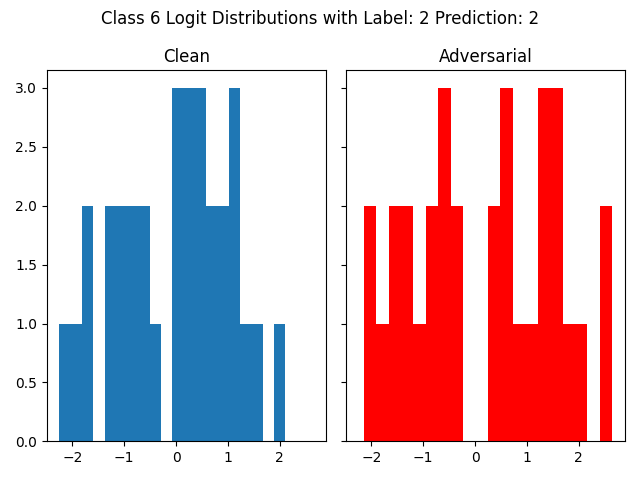 Class 6 Logit Distributions with Label: 2 Prediction: 2
Clean
Adversarial
3.0
2.5
2.0
1.5
1.0
0.5
0.0
−2 −1 0 1 2
−2 −1 0 1 2